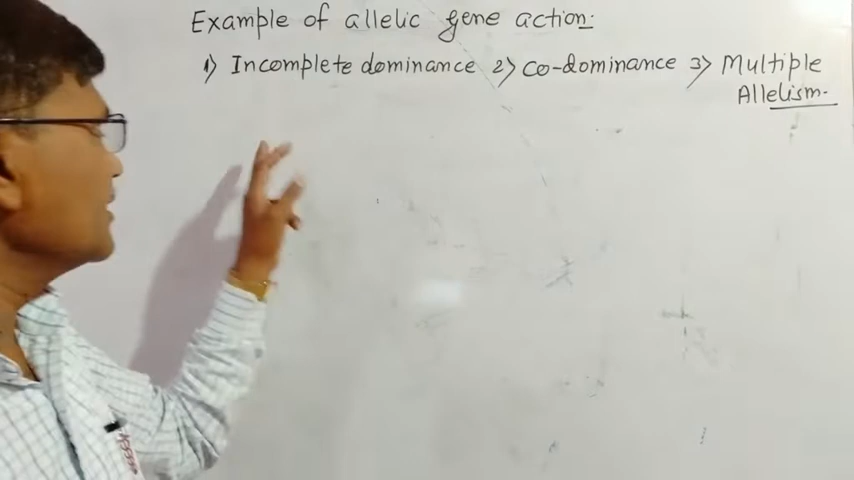 Example of allelic gene action.
1) Incomplete dominance 2) Co-dominance 3) Multiple
Allelism.